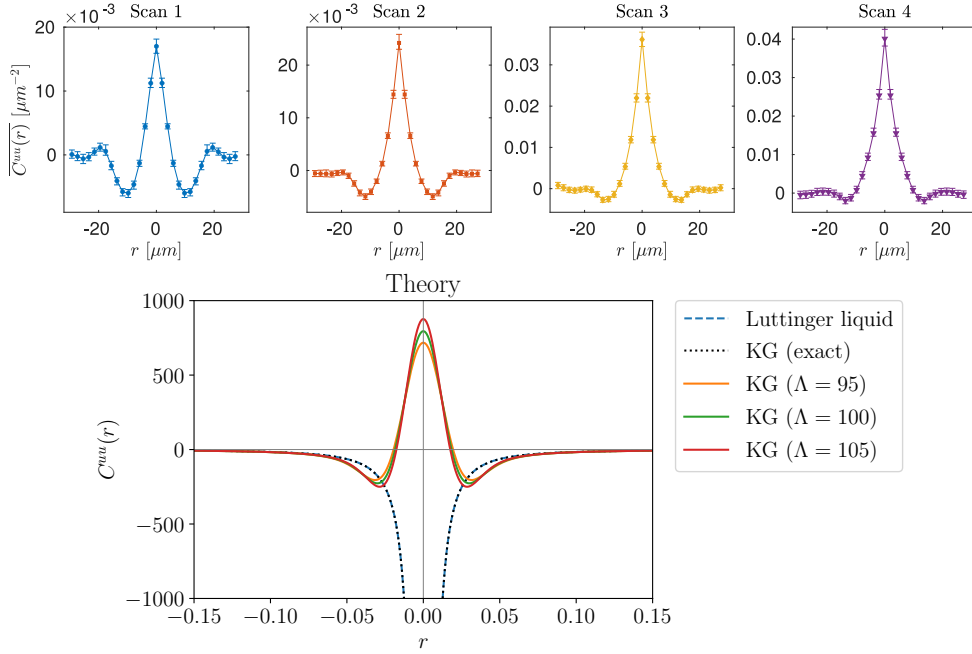 Scan 1
Scan 2
Scan 3
Scan 4
×10⁻³
×10⁻³
20
10
0
20
10
0
0.03
0.02
0.01
0
0.04
0.03
0.02
0.01
0
C^{uu}(r) [μm⁻²]
-20 0 20
-20 0 20
-20 0 20
-20 0 20
r [μm]
r [μm]
r [μm]
r [μm]
Theory
1000
500
0
−500
−1000
C^{uu}(r)
−0.15 −0.10 −0.05 0.00 0.05 0.10 0.15
r
Luttinger liquid
KG (exact)
KG (Λ = 95)
KG (Λ = 100)
KG (Λ = 105)